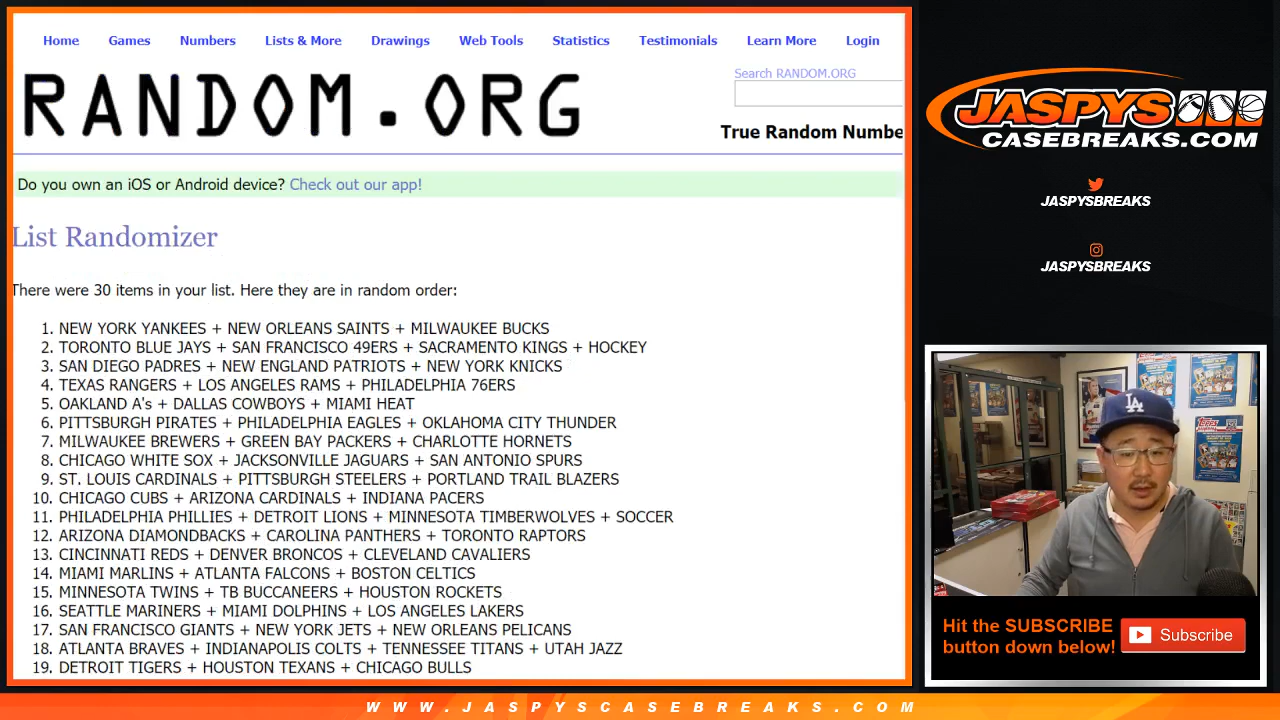 Home Games Numbers Lists & More Drawings Web Tools Statistics Testimonials Learn More Login
RANDOM.ORG
Search RANDOM.ORG
True Random Numbe
Do you own an iOS or Android device? Check out our app!
List Randomizer
There were 30 items in your list. Here they are in random order:
1. NEW YORK YANKEES + NEW ORLEANS SAINTS + MILWAUKEE BUCKS
2. TORONTO BLUE JAYS + SAN FRANCISCO 49ERS + SACRAMENTO KINGS + HOCKEY
3. SAN DIEGO PADRES + NEW ENGLAND PATRIOTS + NEW YORK KNICKS
4. TEXAS RANGERS + LOS ANGELES RAMS + PHILADELPHIA 76ERS
5. OAKLAND A's + DALLAS COWBOYS + MIAMI HEAT
6. PITTSBURGH PIRATES + PHILADELPHIA EAGLES + OKLAHOMA CITY THUNDER
7. MILWAUKEE BREWERS + GREEN BAY PACKERS + CHARLOTTE HORNETS
8. CHICAGO WHITE SOX + JACKSONVILLE JAGUARS + SAN ANTONIO SPURS
9. ST. LOUIS CARDINALS + PITTSBURGH STEELERS + PORTLAND TRAIL BLAZERS
10. CHICAGO CUBS + ARIZONA CARDINALS + INDIANA PACERS
11. PHILADELPHIA PHILLIES + DETROIT LIONS + MINNESOTA TIMBERWOLVES + SOCCER
12. ARIZONA DIAMONDBACKS + CAROLINA PANTHERS + TORONTO RAPTORS
13. CINCINNATI REDS + DENVER BRONCOS + CLEVELAND CAVALIERS
14. MIAMI MARLINS + ATLANTA FALCONS + BOSTON CELTICS
15. MINNESOTA TWINS + TB BUCCANEERS + HOUSTON ROCKETS
16. SEATTLE MARINERS + MIAMI DOLPHINS + LOS ANGELES LAKERS
17. SAN FRANCISCO GIANTS + NEW YORK JETS + NEW ORLEANS PELICANS
18. ATLANTA BRAVES + INDIANAPOLIS COLTS + TENNESSEE TITANS + UTAH JAZZ
19. DETROIT TIGERS + HOUSTON TEXANS + CHICAGO BULLS
JASPYS
CASEBREAKS.COM
JASPYSBREAKS
JASPYSBREAKS
LA
Topps
Hit the SUBSCRIBE
button down below!
Subscribe
WWW.JASPYSCASEBREAKS.COM